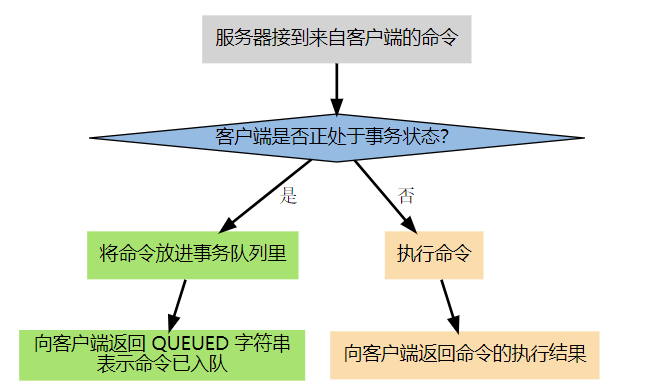 服务器接到来自客户端的命令
客户端是否正处于事务状态?
是
否
将命令放进事务队列里
执行命令
向客户端返回 QUEUED 字符串
表示命令已入队
向客户端返回命令的执行结果